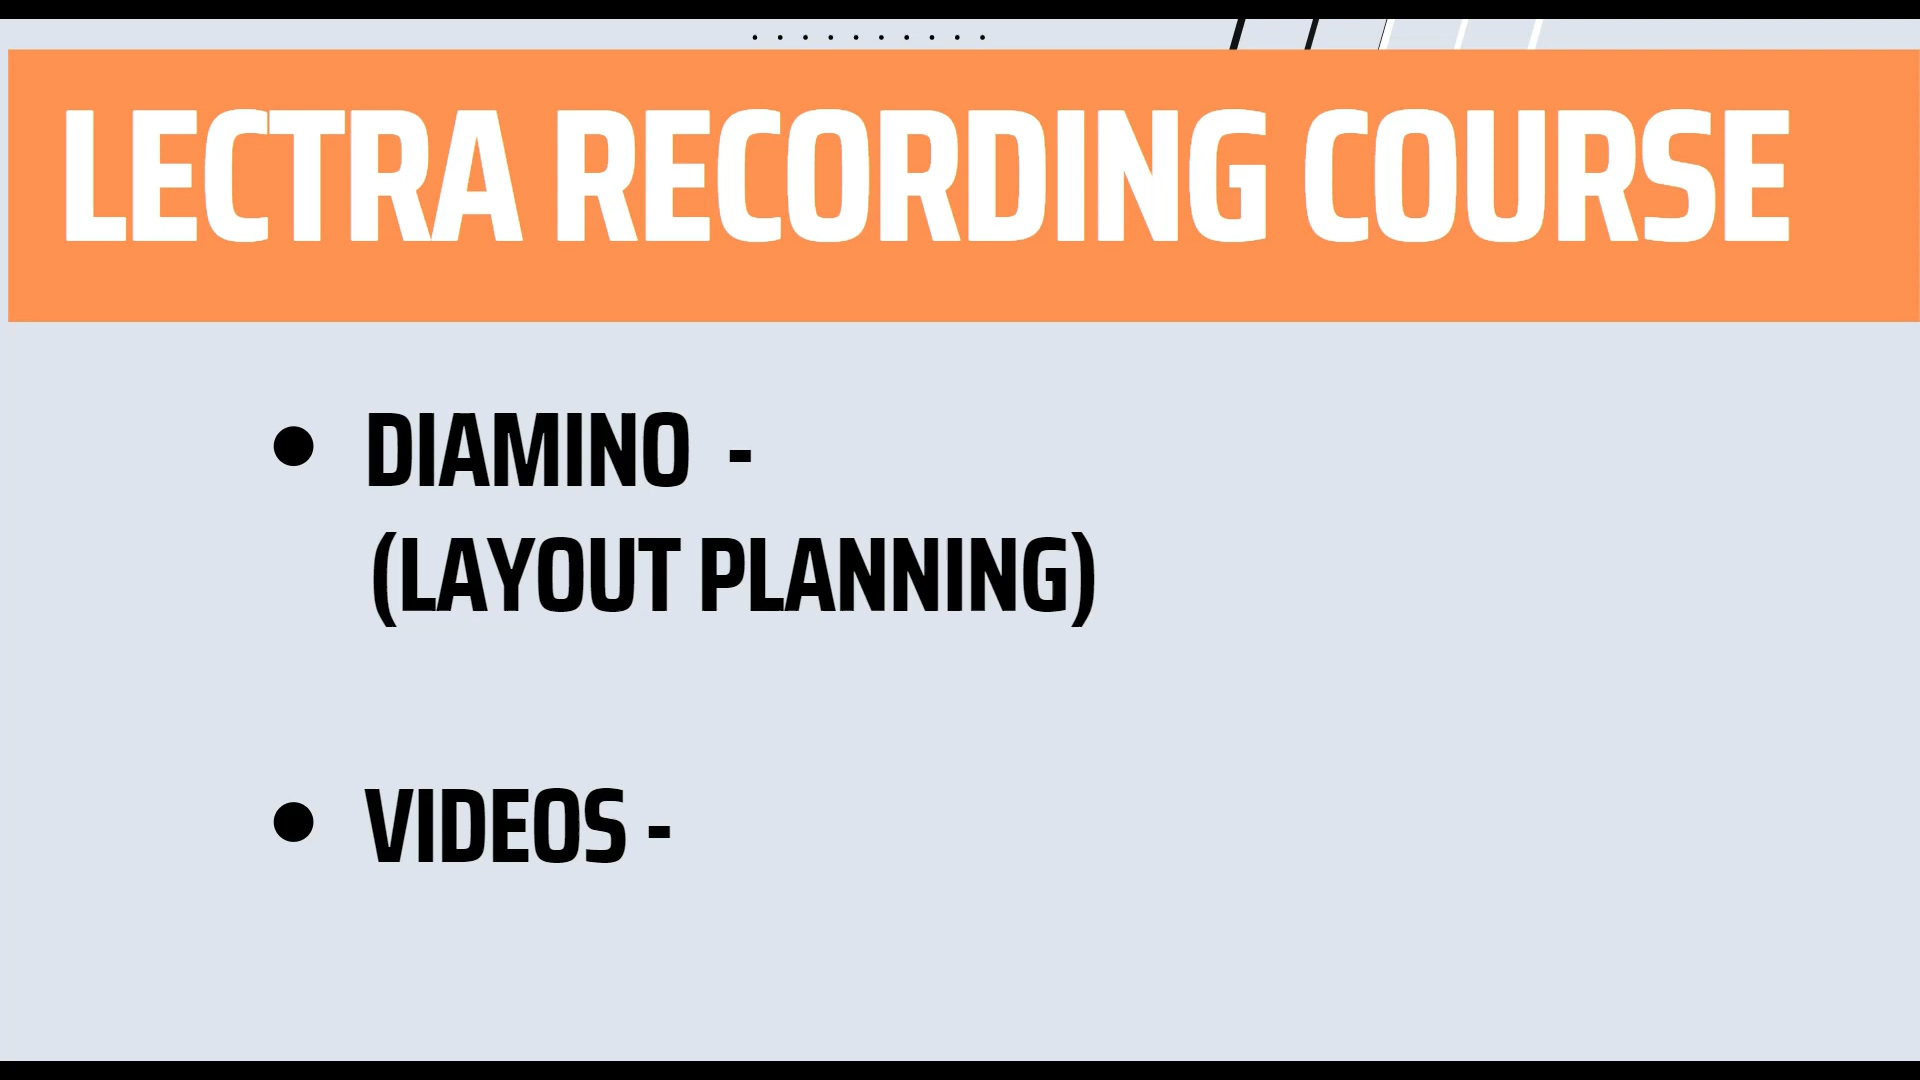 LECTRA RECORDING COURSE
• DIAMINO -
(LAYOUT PLANNING)
• VIDEOS -